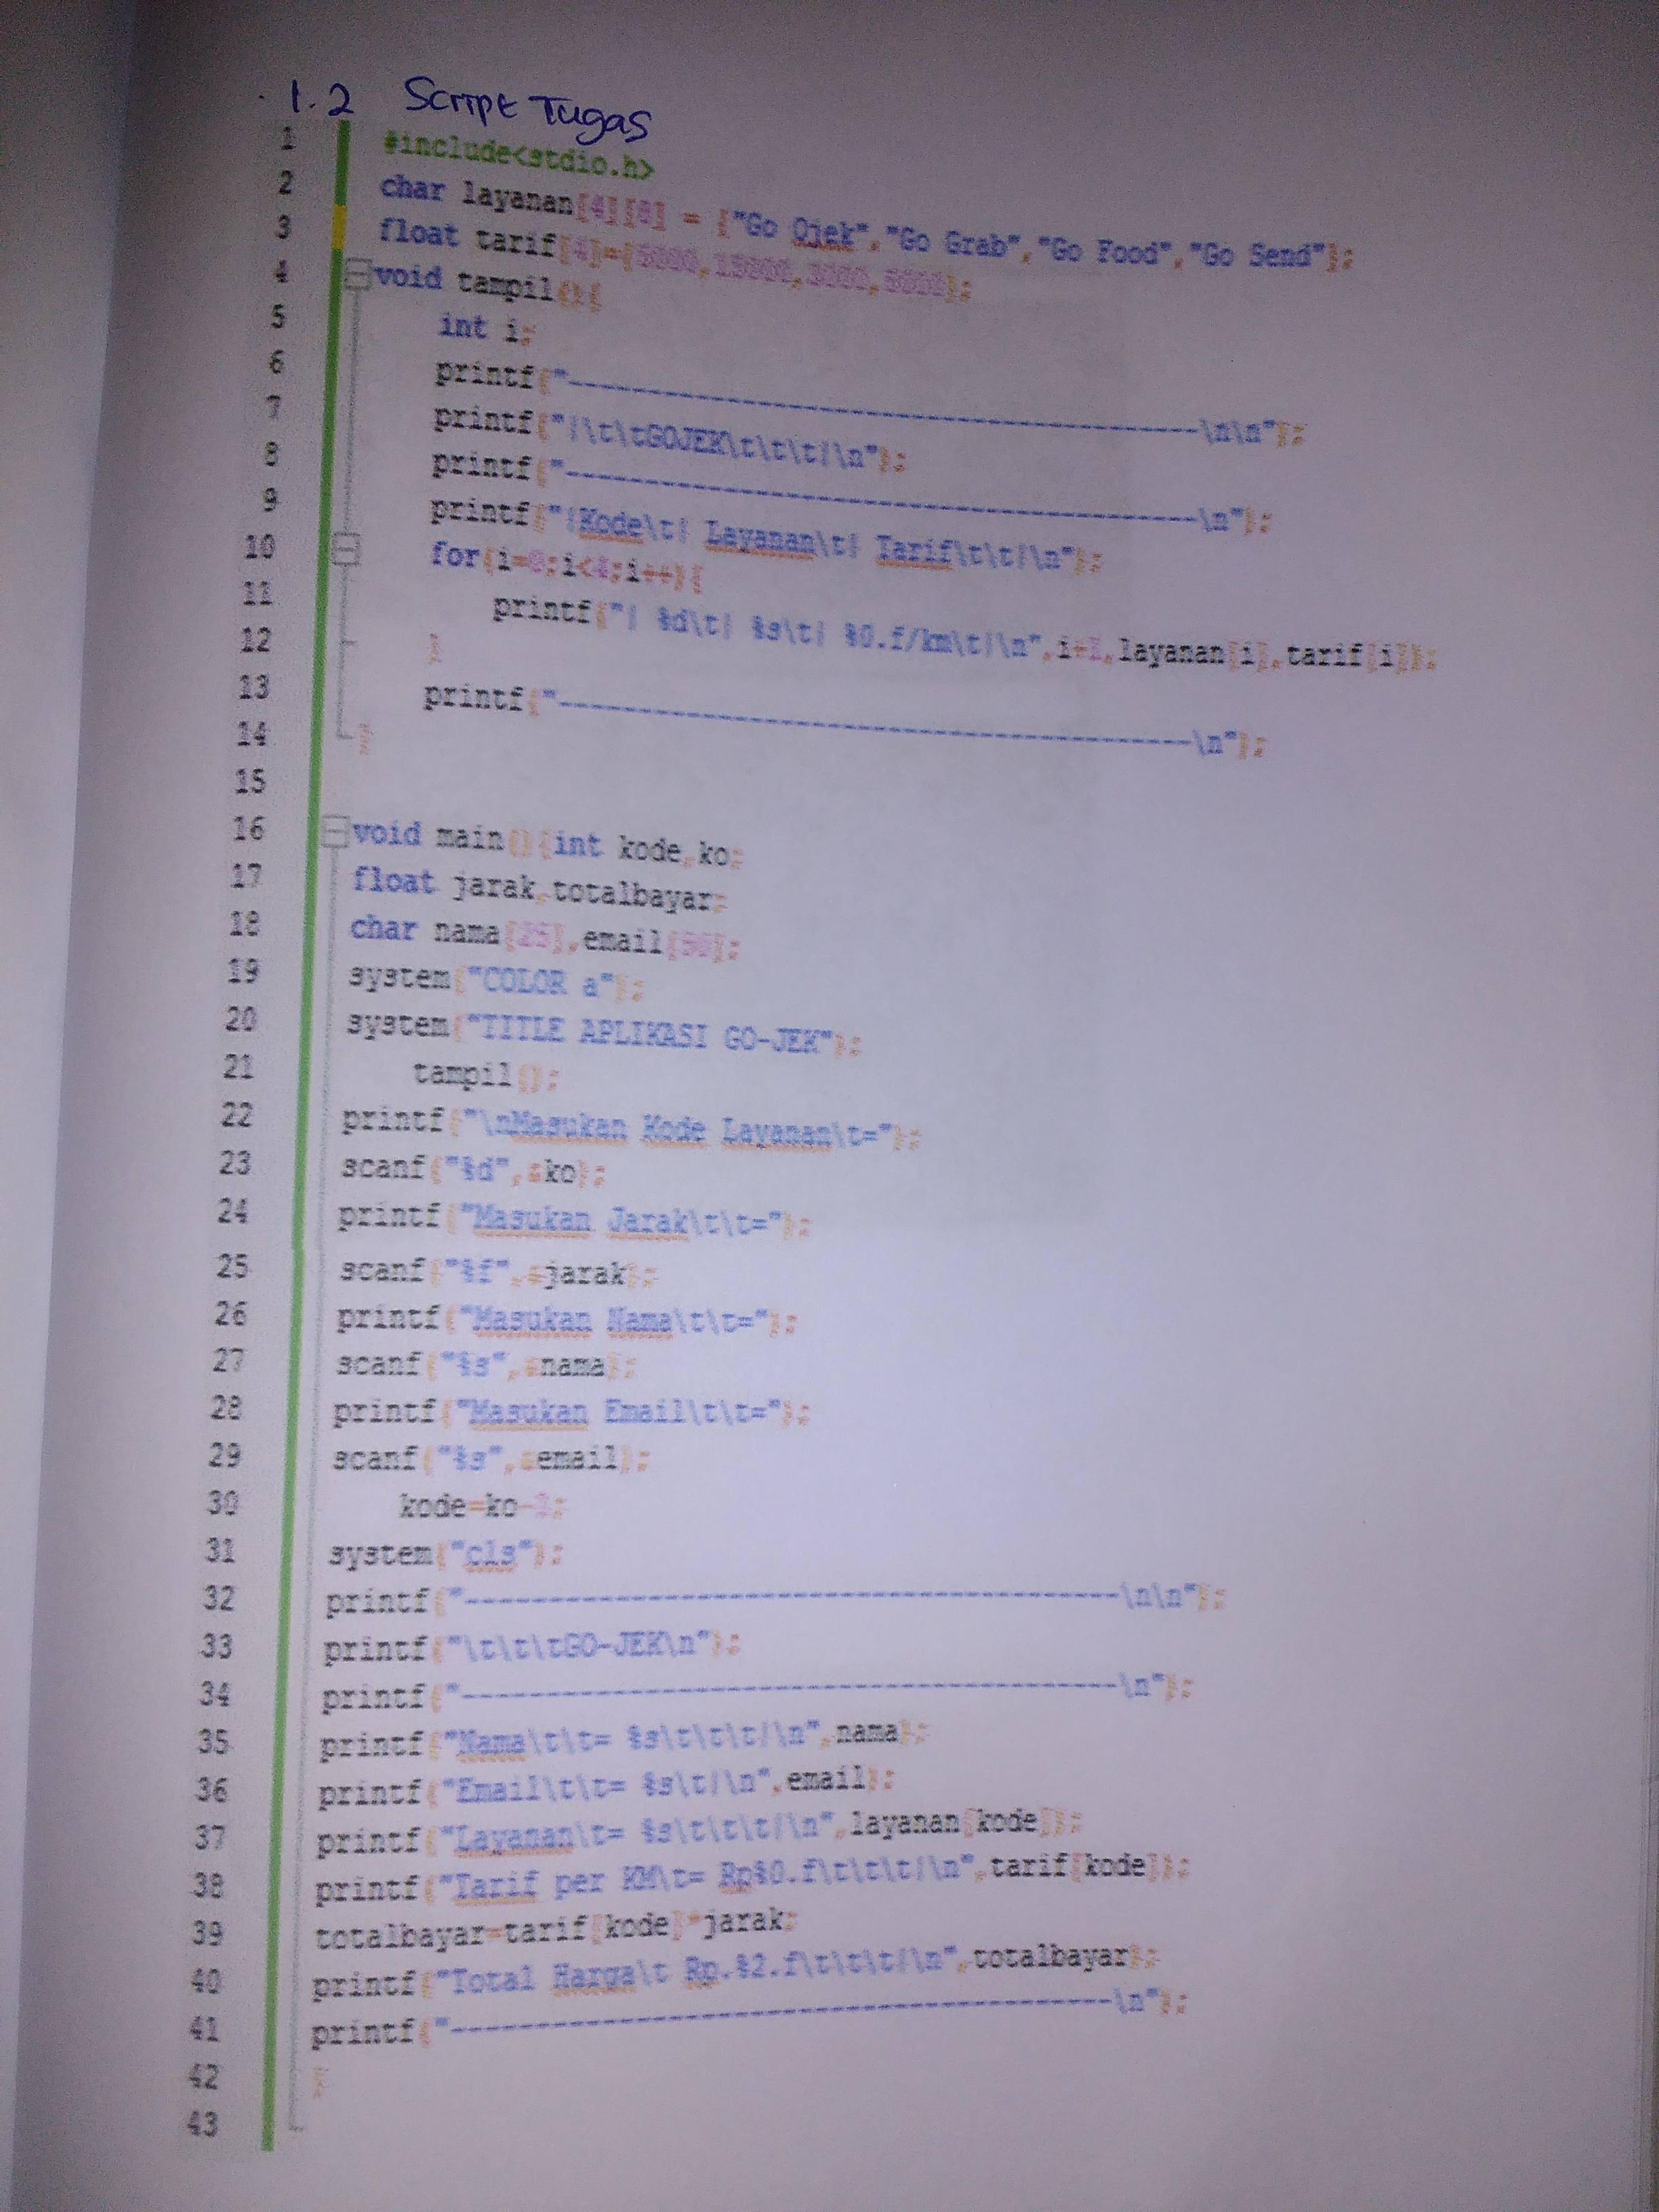 1.2 Script Tugas
1 #include<stdio.h>
2 char layanan[4][8] = {"Go Ojek","Go Grab","Go Food","Go Send"};
3 float tarif[4]={
4 void tampil(){
5 int i;
6 printf("-----------------------------------------------\n\n");
7 printf("|\t\tGOJEK\t\t\t|\n");
8 printf("-----------------------------------------------\n");
9 printf("|Kode\t| Layanan\t| Tarif\t\t|\n");
10 for(i=0;i<4;i++){
11 printf("| %d\t| %s\t| %0.f/km\t|\n",i+1,layanan[i],tarif[i]);
12 }
13 printf("-----------------------------------------------\n");
14 }
15
16 void main(){int kode,ko;
17 float jarak,totalbayar;
18 char nama[25],email[];
19 system("COLOR a");
20 system("TITLE APLIKASI GO-JEK");
21 tampil();
22 printf("\nMasukan Kode Layanan\t=");
23 scanf("%d",&ko);
24 printf("Masukan Jarak\t\t=");
25 scanf("%f",&jarak);
26 printf("Masukan Nama\t\t=");
27 scanf("%s",&nama);
28 printf("Masukan Email\t\t=");
29 scanf("%s",&email);
30 kode=ko-
31 system("cls");
32 printf("-----------------------------------------------\n\n");
33 printf("\t\t\tGO-JEK\n");
34 printf("-----------------------------------------------\n");
35 printf("Nama\t\t= %s\t\t\t|\n",nama);
36 printf("Email\t\t= %s\t|\n",email);
37 printf("Layanan\t= %s\t\t\t|\n",layanan[kode]);
38 printf("Tarif per KM\t= Rp%0.f\t\t\t|\n",tarif[kode]);
39 totalbayar=tarif[kode]*jarak;
40 printf("Total Harga\t Rp.%2.f\t\t\t|\n",totalbayar);
41 printf("-----------------------------------------------\n");
42 }
43